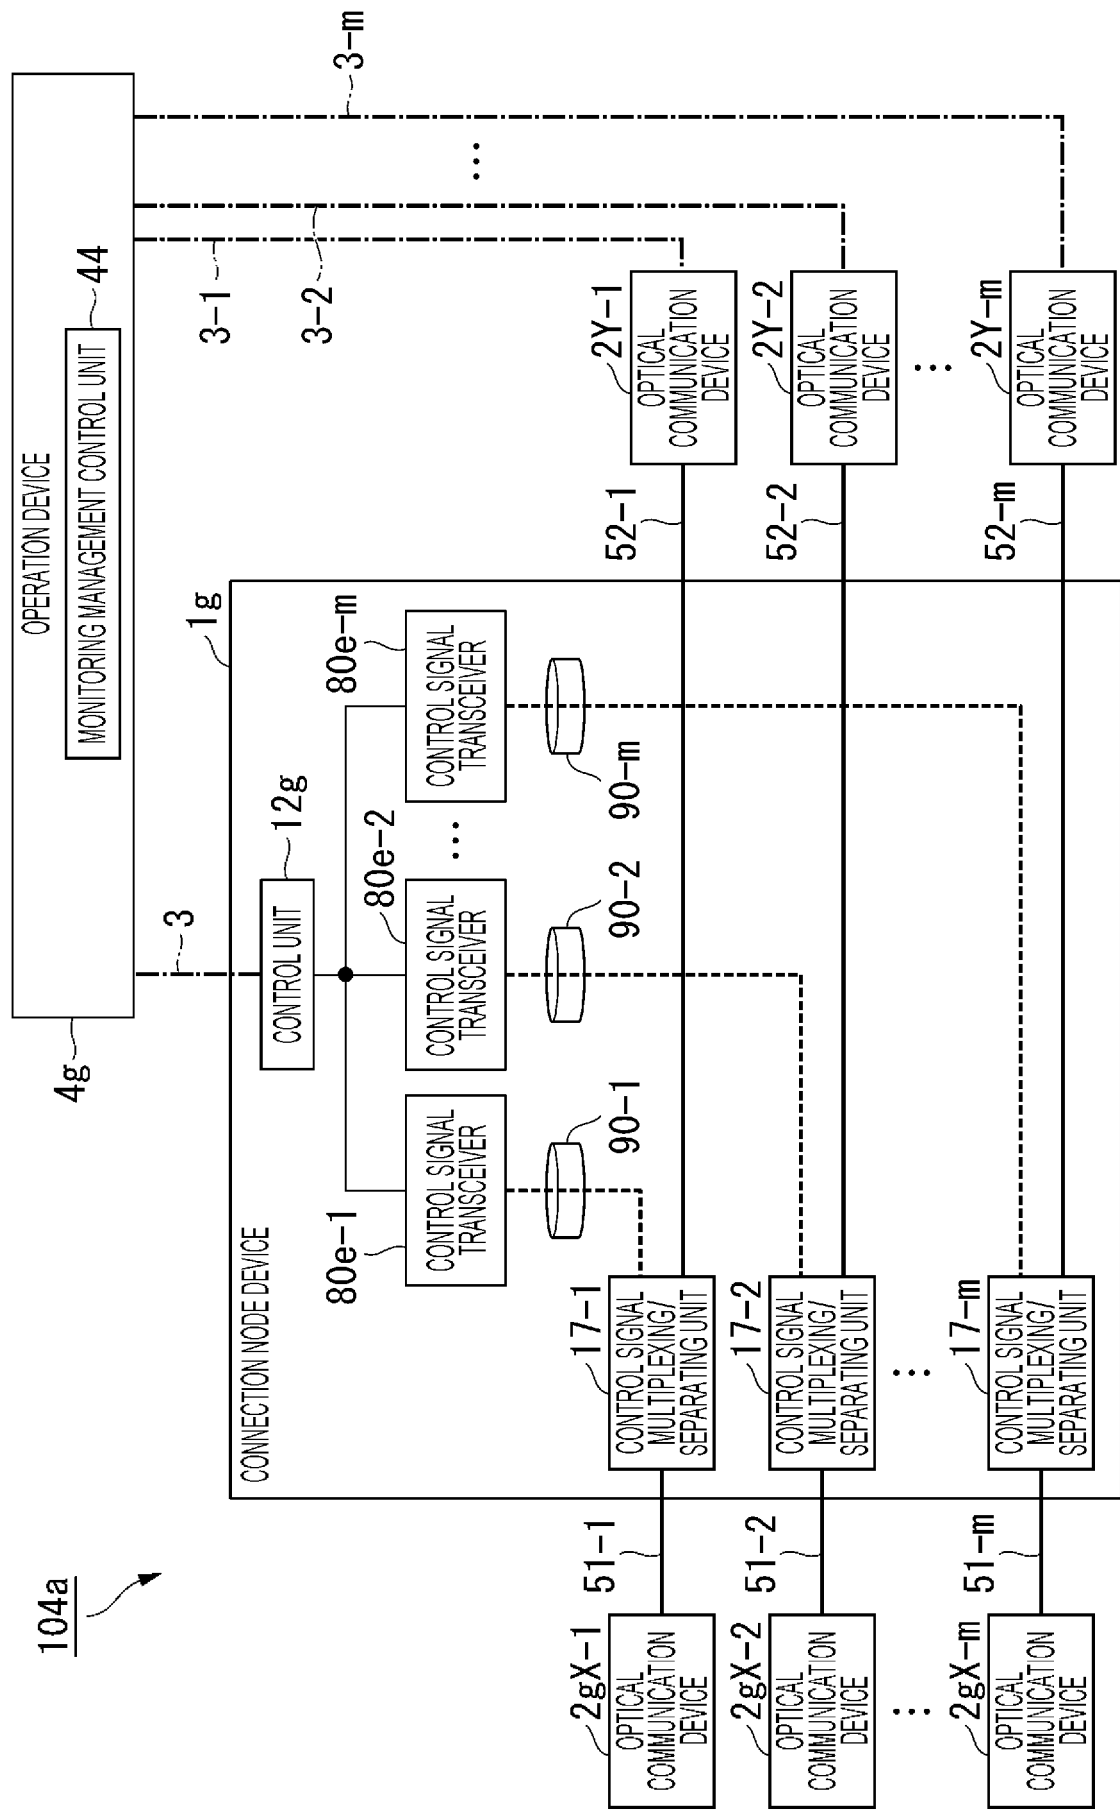 104a
4g
OPERATION DEVICE
MONITORING MANAGEMENT CONTROL UNIT
44
3
3-1
3-2
3-m
...
1g
CONNECTION NODE DEVICE
CONTROL UNIT
12g
80e-1
CONTROL SIGNAL
TRANSCEIVER
80e-2
CONTROL SIGNAL
TRANSCEIVER
...
80e-m
CONTROL SIGNAL
TRANSCEIVER
90-1
90-2
90-m
2gX-1
OPTICAL
COMMUNICATION
DEVICE
51-1
17-1
CONTROL SIGNAL
MULTIPLEXING/
SEPARATING UNIT
52-1
2Y-1
OPTICAL
COMMUNICATION
DEVICE
2gX-2
OPTICAL
COMMUNICATION
DEVICE
51-2
17-2
CONTROL SIGNAL
MULTIPLEXING/
SEPARATING UNIT
52-2
2Y-2
OPTICAL
COMMUNICATION
DEVICE
...
...
...
2gX-m
OPTICAL
COMMUNICATION
DEVICE
51-m
17-m
CONTROL SIGNAL
MULTIPLEXING/
SEPARATING UNIT
52-m
2Y-m
OPTICAL
COMMUNICATION
DEVICE